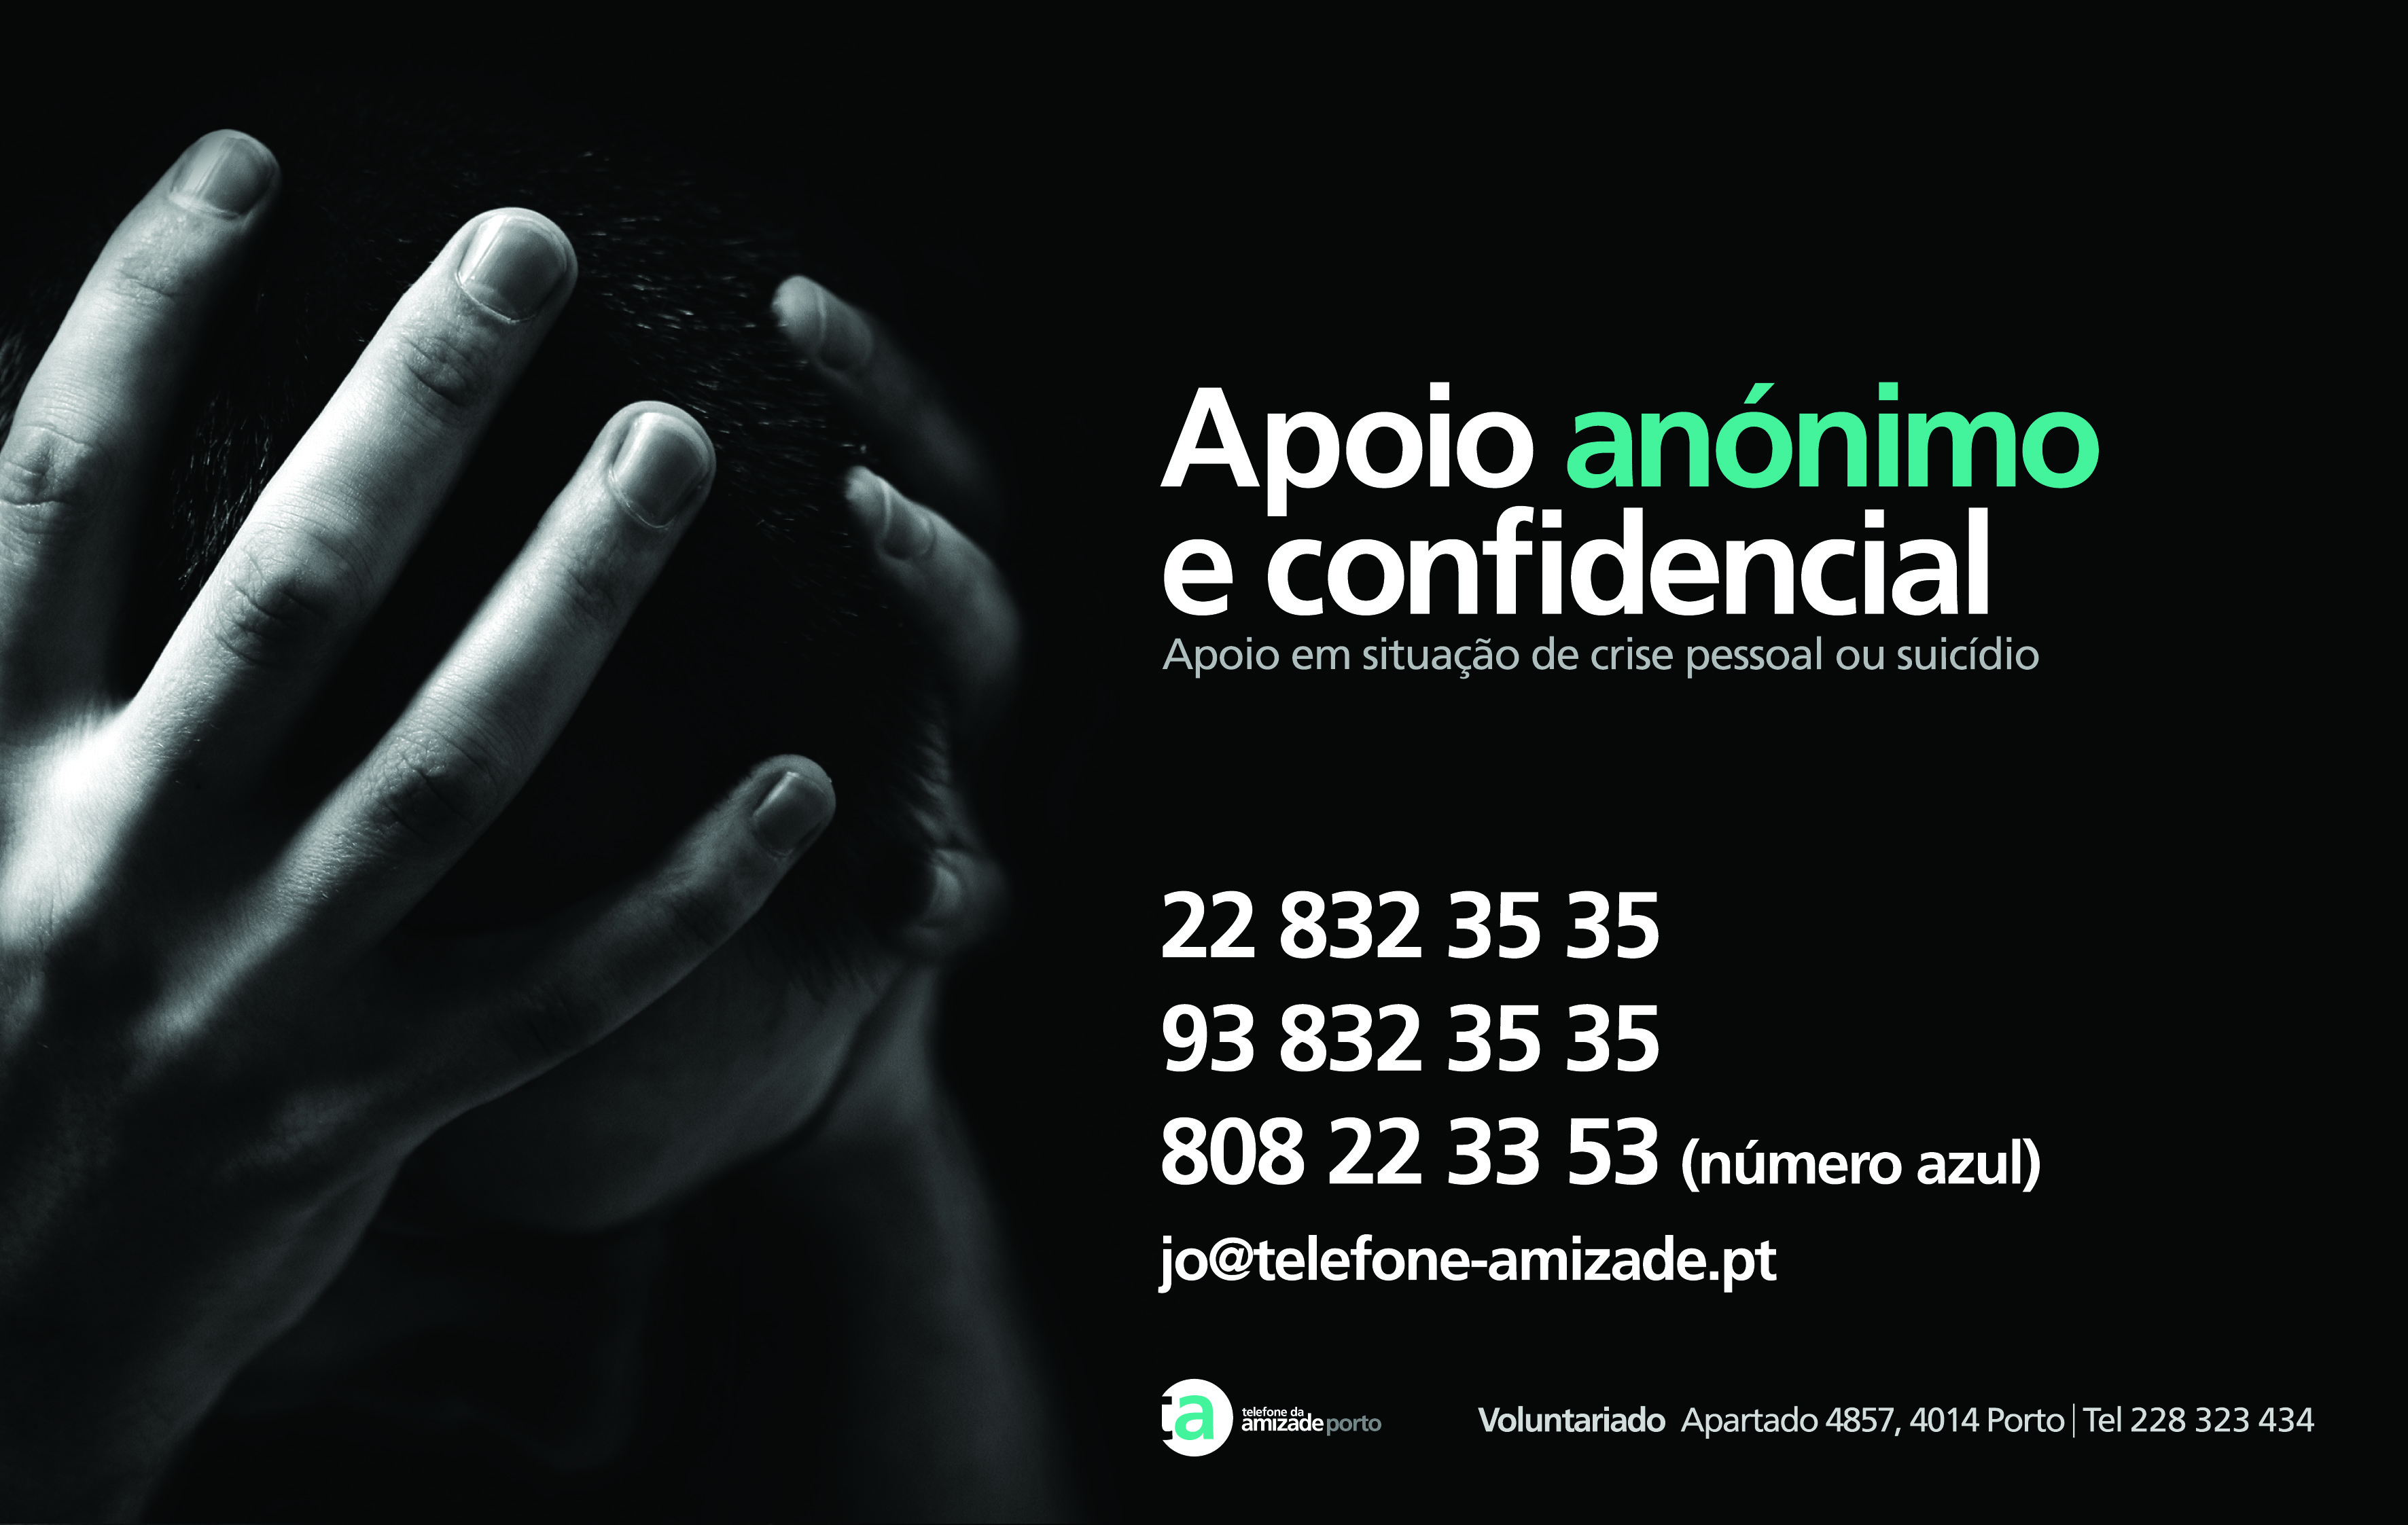 Apoio anónimo
e confidencial
Apoio em situação de crise pessoal ou suicídio
22 832 35 35
93 832 35 35
808 22 33 53 (número azul)
jo@telefone-amizade.pt
ta telefone da
amizade porto
Voluntariado Apartado 4857, 4014 Porto | Tel 228 323 434